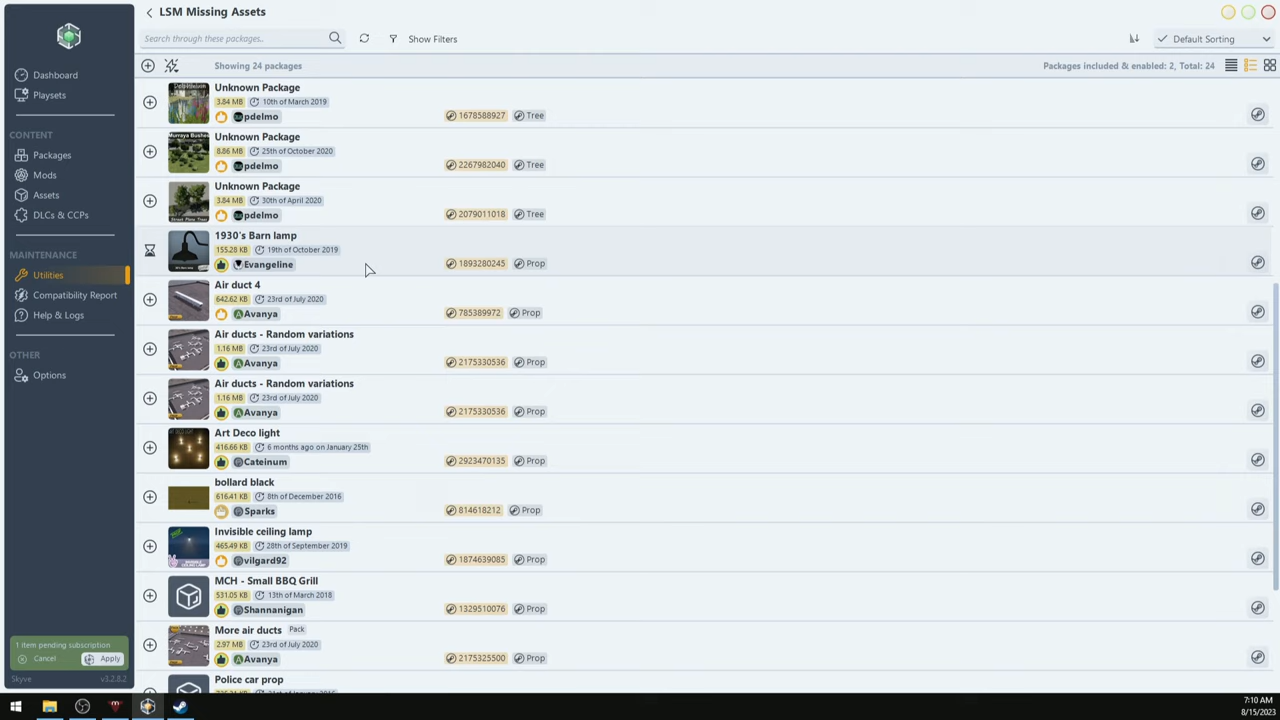 LSM Missing Assets
Search through these packages..
Show Filters
Default Sorting
Showing 24 packages
Packages included & enabled: 2, Total: 24
Dashboard
Playsets
CONTENT
Packages
Mods
Assets
DLCs & CCPs
MAINTENANCE
Utilities
Compatibility Report
Help & Logs
OTHER
Options
1 item pending subscription
Cancel
Apply
Skyve
v3.2.8.2
Unknown Package
3.84 MB 10th of March 2019
pdelmo
1678588927 Tree
Murraya Bushes
Unknown Package
8.86 MB 25th of October 2020
pdelmo
2267982040 Tree
Unknown Package
3.84 MB 30th of April 2020
pdelmo
2079011018 Tree
1930's Barn lamp
155.28 KB 19th of October 2019
Evangeline
1893280245 Prop
Air duct 4
642.62 KB 23rd of July 2020
Avanya
785389972 Prop
Air ducts - Random variations
1.16 MB 23rd of July 2020
Avanya
2175330536 Prop
Air ducts - Random variations
1.16 MB 23rd of July 2020
Avanya
2175330536 Prop
Art Deco light
416.66 KB 6 months ago on January 25th
Cateinum
2923470135 Prop
bollard black
616.41 KB 8th of December 2016
Sparks
814618212 Prop
Invisible ceiling lamp
465.49 KB 28th of September 2019
vilgard92
1874639085 Prop
MCH - Small BBQ Grill
531.05 KB 13th of March 2018
Shannanigan
1329510076 Prop
More air ducts Pack
2.97 MB 23rd of July 2020
Avanya
2175325500 Prop
Police car prop
7:10 AM
8/15/2023